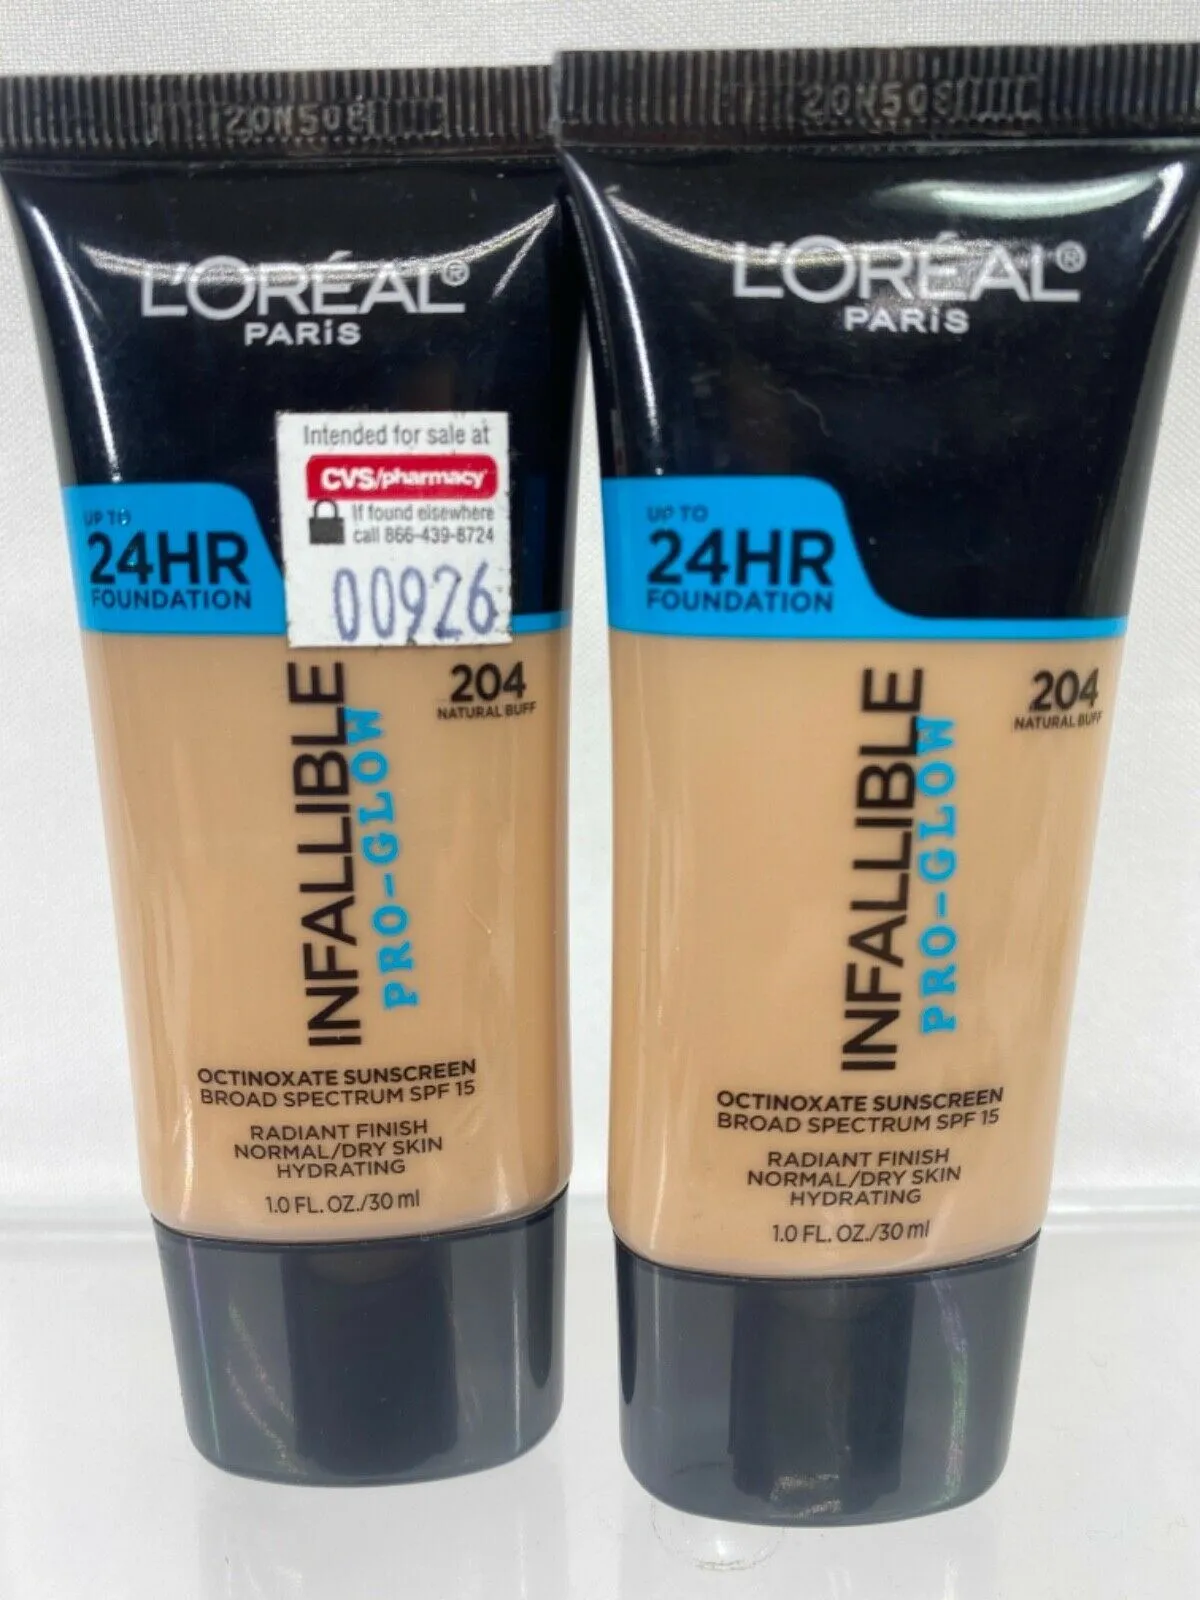 20N508
L'ORÉAL®
PARIS
Intended for sale at
CVS/pharmacy
If found elsewhere
call 866-439-8724
00926
UP TO
24HR
FOUNDATION
204
NATURAL BUFF
INFALLIBLE
PRO-GLOW
OCTINOXATE SUNSCREEN
BROAD SPECTRUM SPF 15
RADIANT FINISH
NORMAL/DRY SKIN
HYDRATING
1.0 FL. OZ./30 ml
20N508
L'ORÉAL®
PARIS
UP TO
24HR
FOUNDATION
204
NATURAL BUFF
INFALLIBLE
PRO-GLOW
OCTINOXATE SUNSCREEN
BROAD SPECTRUM SPF 15
RADIANT FINISH
NORMAL/DRY SKIN
HYDRATING
1.0 FL. OZ./30 ml